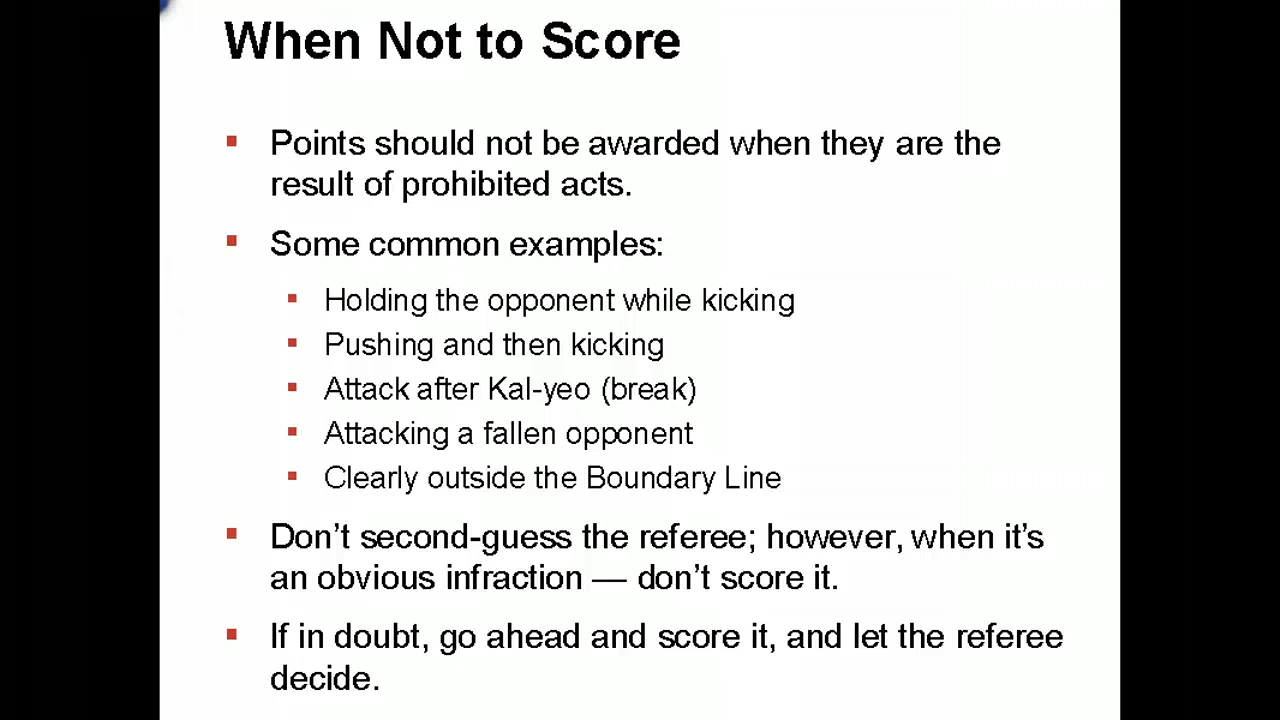 When Not to Score
Points should not be awarded when they are the
result of prohibited acts.
Some common examples:
Holding the opponent while kicking
Pushing and then kicking
Attack after Kal-yeo (break)
Attacking a fallen opponent
Clearly outside the Boundary Line
Don't second-guess the referee; however, when it's
an obvious infraction — don't score it.
If in doubt, go ahead and score it, and let the referee
decide.